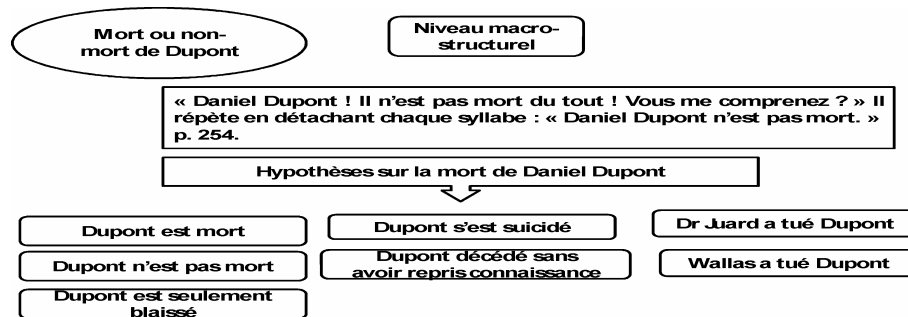 Mort ou non-
mort de Dupont
Niveau macro-
structurel
« Daniel Dupont ! Il n'est pas mort du tout ! Vous me comprenez ? » Il
répète en détachant chaque syllabe : « Daniel Dupont n'est pas mort. »
p. 254.
Hypothèses sur la mort de Daniel Dupont
Dupont est mort
Dupont s'est suicidé
Dr Juard a tué Dupont
Dupont n'est pas mort
Dupont décédé sans
avoir repris connaissance
Wallas a tué Dupont
Dupont est seulement
blaissé